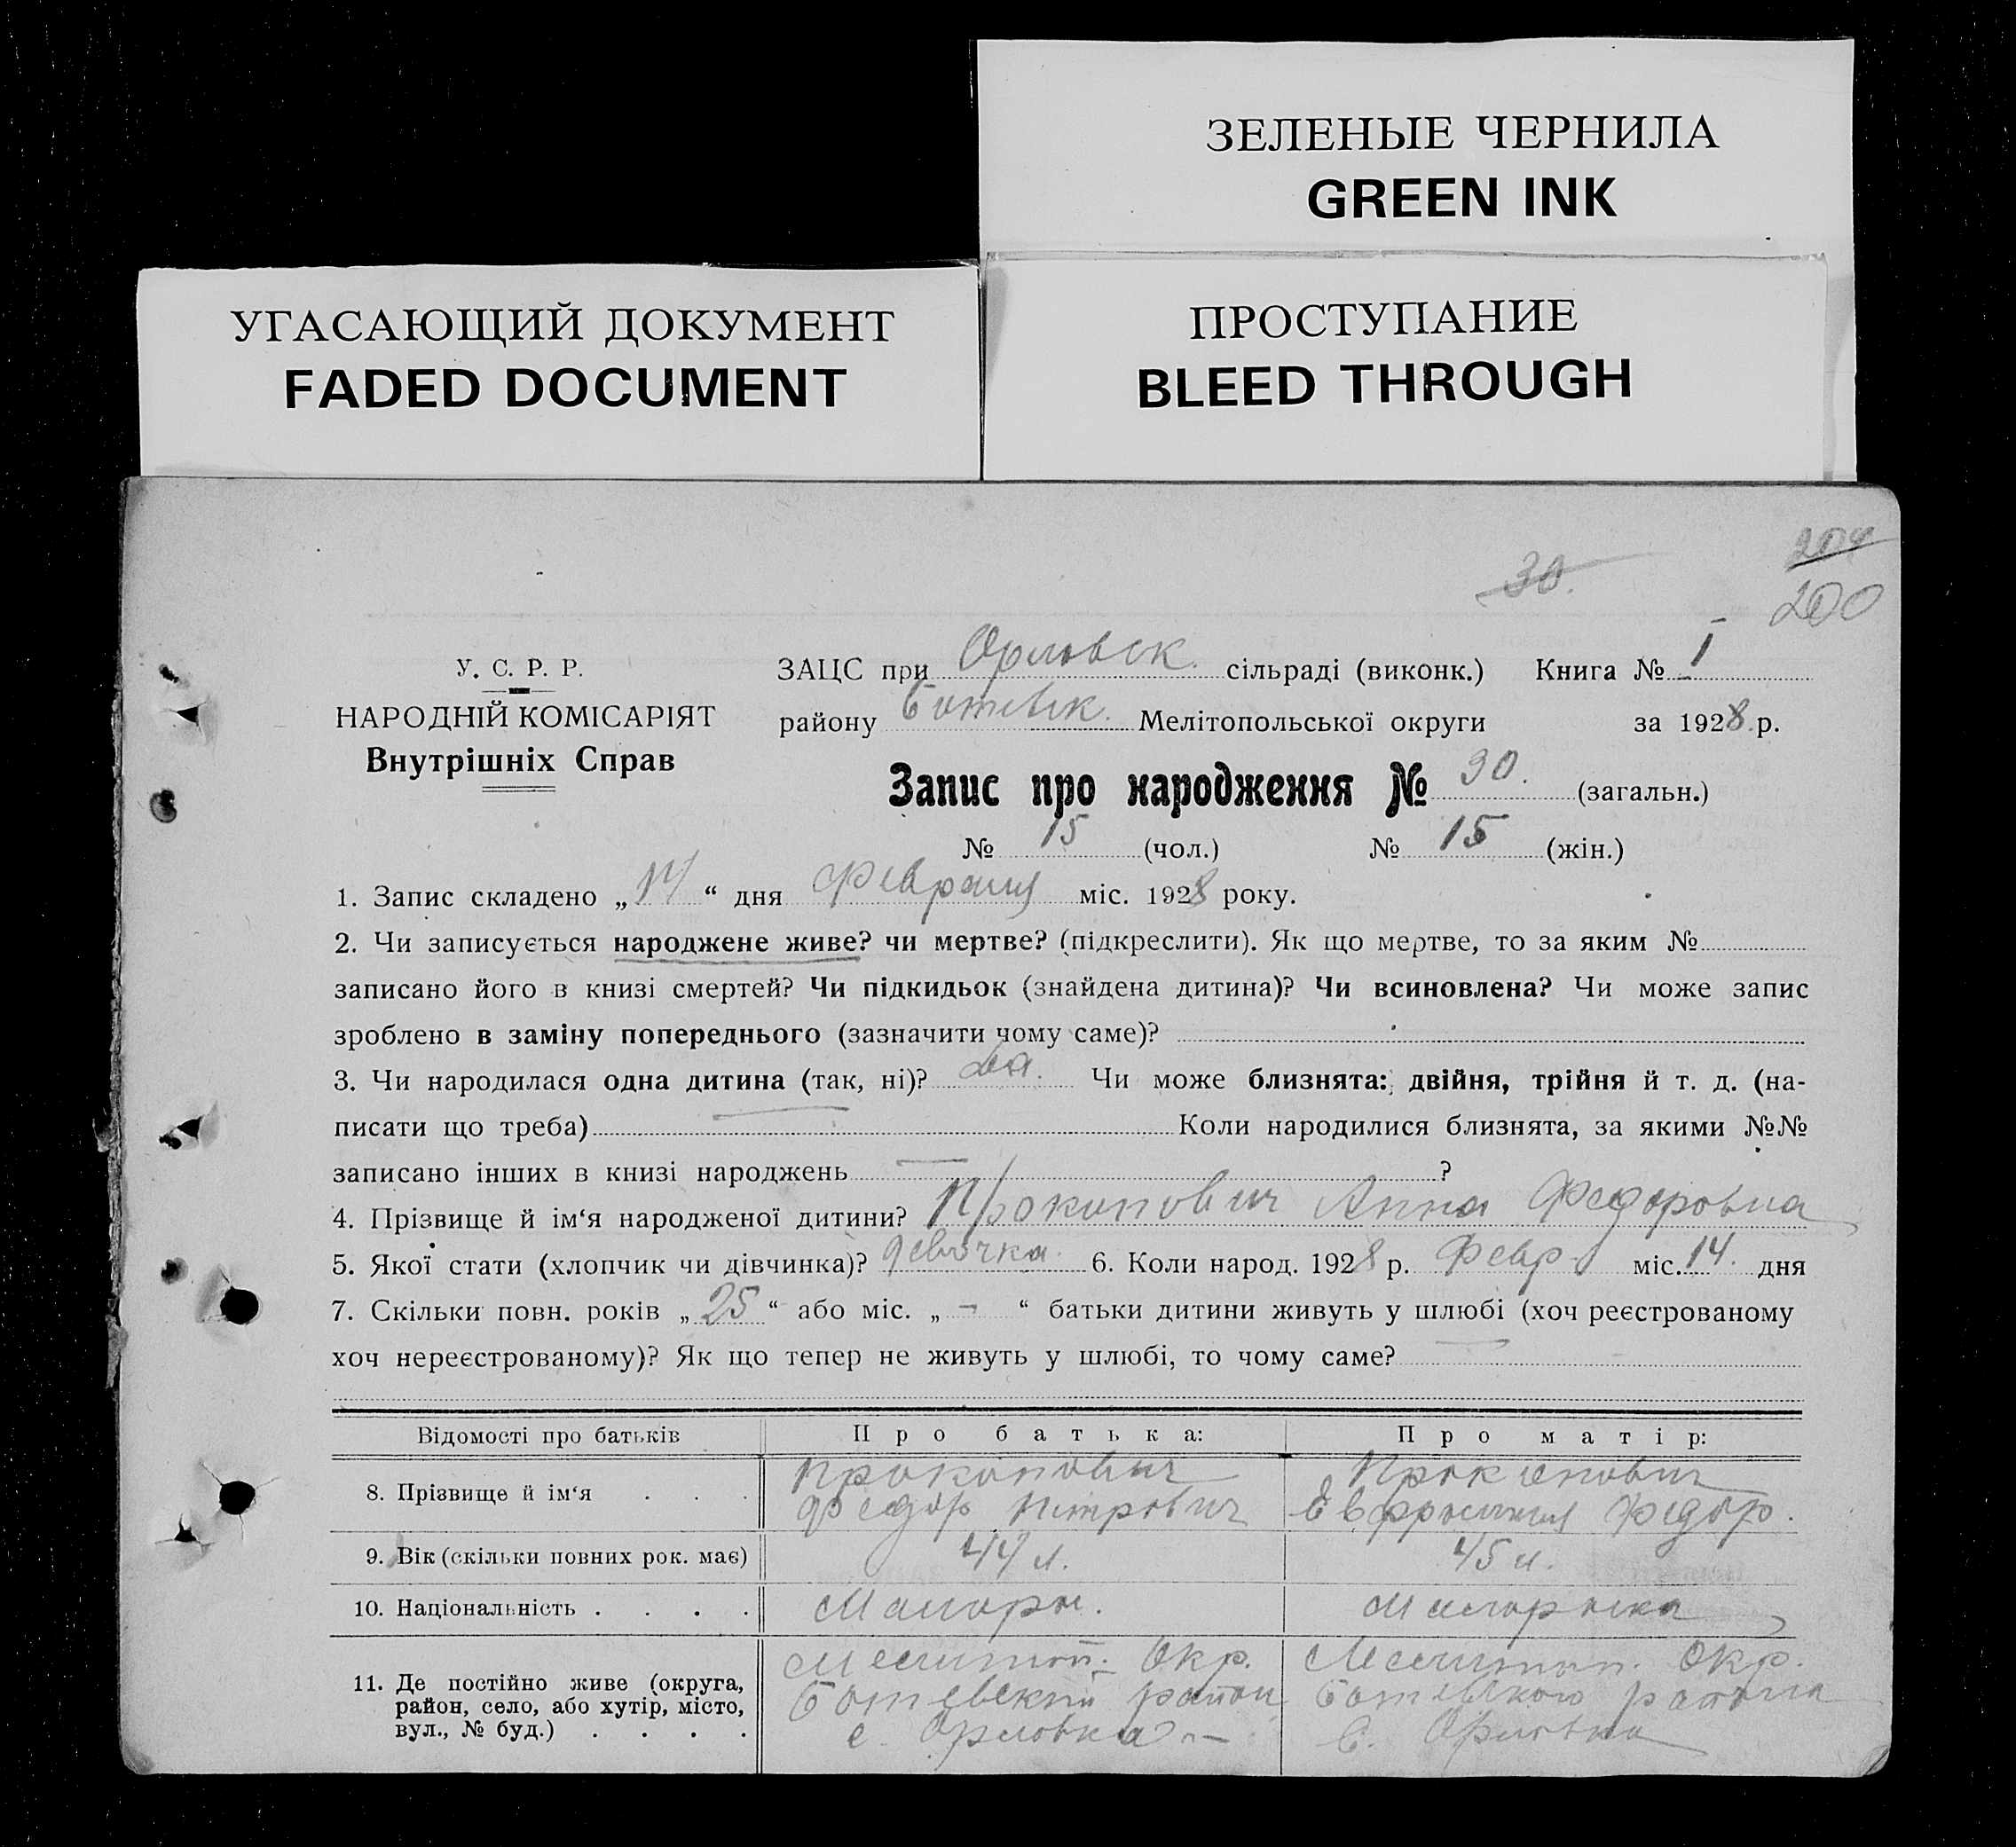 ЗЕЛЕНЫЕ ЧЕРНИЛА
GREEN INK
УГАСАЮЩИЙ ДОКУМЕНТ
FADED DOCUMENT
ПРОСТУПАНИЕ
BLEED THROUGH
30.
204
200
У. С. Р. Р.
НАРОДНІЙ КОМІСАРІЯТ
Внутрішніх Справ
ЗАЦС при Орловск. сільраді (виконк.) Книга № I
району Ботевск. Мелітопольської округи за 1928 р.
Запис про народження № 30. (загальн.)
№ 15 (чол.) № 15 (жін.)
1. Запис складено „ “ дня Февраля міс. 1928 року.
2. Чи записується народжене живе? чи мертве? (підкреслити). Як що мертве, то за яким №
записано його в книзі смертей? Чи підкидьок (знайдена дитина)? Чи всиновлена? Чи може запис
зроблено в заміну попереднього (зазначити чому саме)?
3. Чи народилася одна дитина (так, ні)? да. Чи може близнята: двійня, трійня й т. д. (на-
писати що треба) — Коли народилися близнята, за якими №№
записано інших в книзі народжень — ?
4. Прізвище й ім‘я народженої дитини? Прокопович Анна Федоровна
5. Якої стати (хлопчик чи дівчинка)? девочка. 6. Коли народ. 1928 р. Февр. міс. 14. дня
7. Скільки повн. років „ 25 “ або міс. „ — “ батьки дитини живуть у шлюбі (хоч реєстрованому
хоч нереєстрованому)? Як що тепер не живуть у шлюбі, то чому саме? —
Відомості про батьків Про батька: Про матір:
8. Прізвище й ім‘я . . . Прокопович Прокопович
Федор Петрович Евфросиния Федор.
9. Вік (скільки повних рок. має) 44 л. 45 л.
10. Національність . . . . Малорос. Малороска
11. Де постійно живе (округа, Мелитоп. Окр. Мелитоп. Окр.
район, село, або хутір, місто, Ботевский район Ботевского района
вул., № буд.) . . . . с. Орловка — с. Орловка